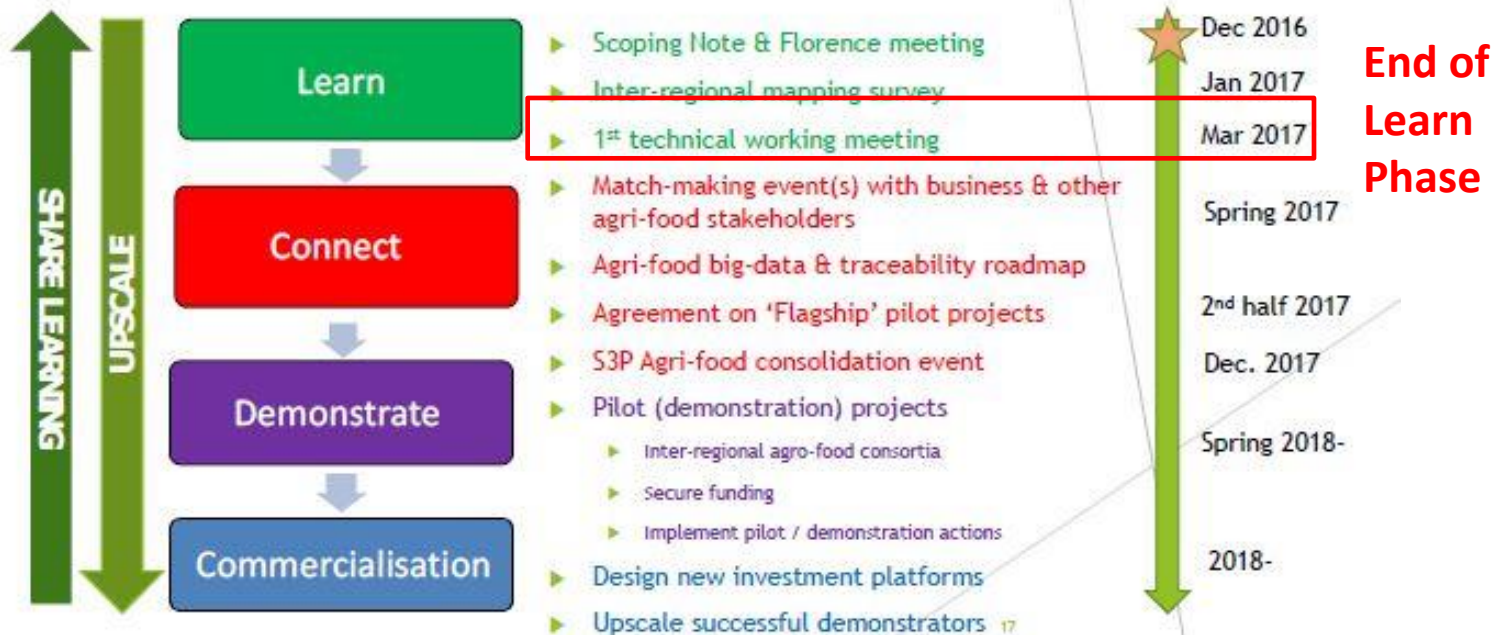 SHARE LEARNING
UPSCALE
Learn
Connect
Demonstrate
Commercialisation
Scoping Note & Florence meeting
Inter-regional mapping survey
1st technical working meeting
Match-making event(s) with business & other
agri-food stakeholders
Agri-food big-data & traceability roadmap
Agreement on ‘Flagship’ pilot projects
S3P Agri-food consolidation event
Pilot (demonstration) projects
Inter-regional agro-food consortia
Secure funding
Implement pilot / demonstration actions
Design new investment platforms
Upscale successful demonstrators 17
Dec 2016
Jan 2017
Mar 2017
Spring 2017
2nd half 2017
Dec. 2017
Spring 2018-
2018-
End of
Learn
Phase